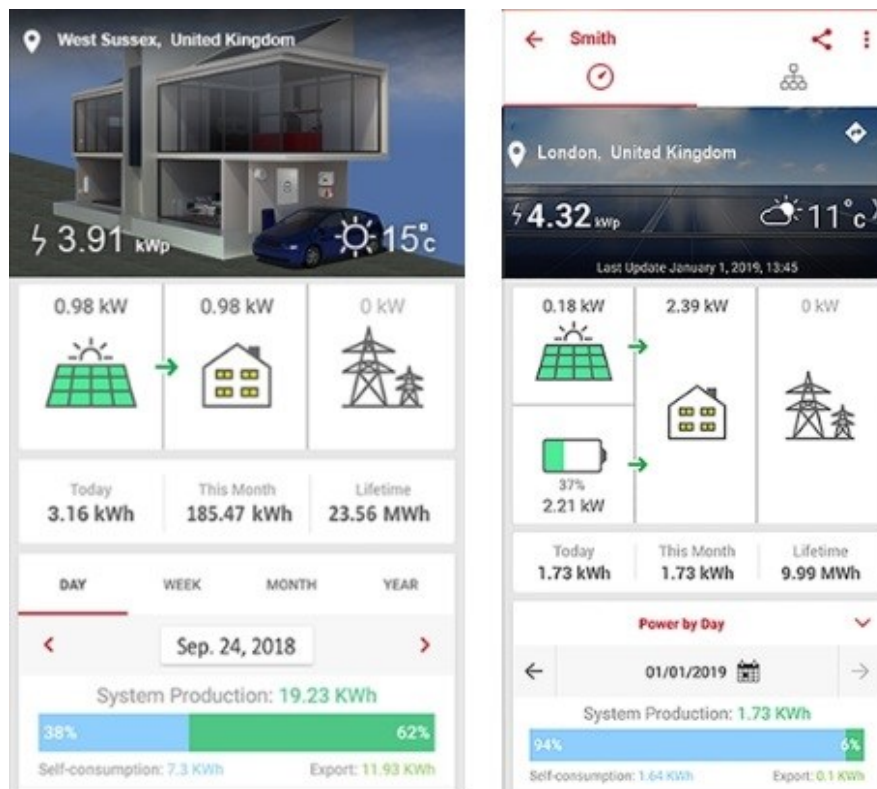 West Sussex, United Kingdom
3.91 kWp
15°c
0.98 kW
0.98 kW
0 kW
Today
This Month
Lifetime
3.16 kWh
185.47 kWh
23.56 MWh
DAY
WEEK
MONTH
YEAR
Sep. 24, 2018
System Production: 19.23 KWh
38%
62%
Self-consumption: 7.3 KWh
Export: 11.93 KWh
Smith
London, United Kingdom
4.32 kWp
11°c
Last Update January 1, 2019, 13:45
0.18 kW
2.39 kW
0 kW
37%
2.21 kW
Today
This Month
Lifetime
1.73 kWh
1.73 kWh
9.99 MWh
Power by Day
01/01/2019
System Production: 1.73 KWh
94%
6%
Self-consumption: 1.64 KWh
Export: 0.1 KWh